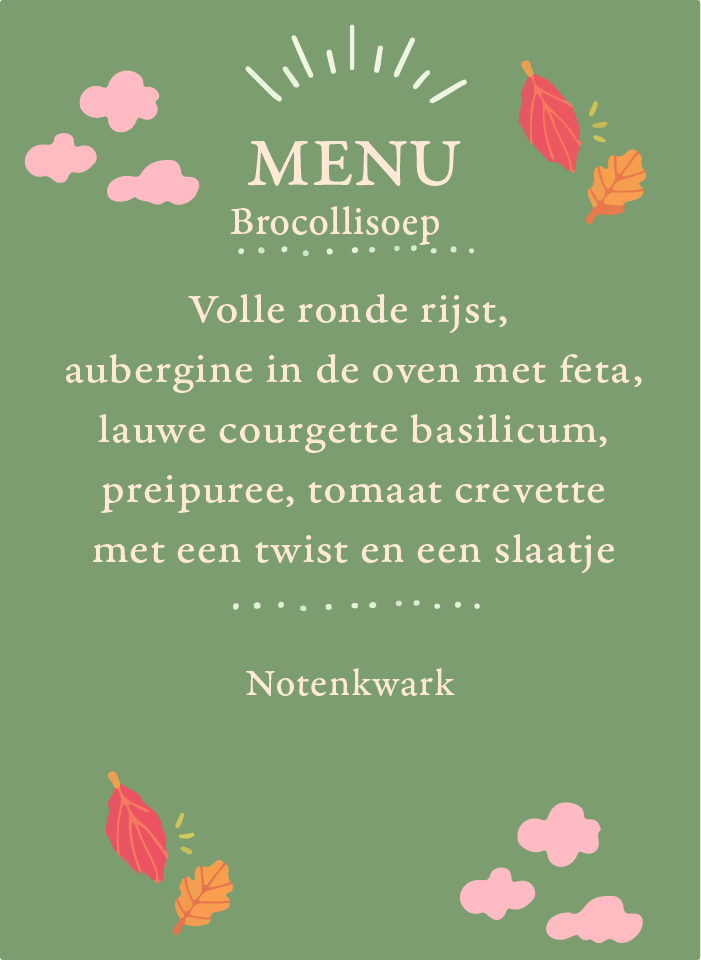 MENU
Brocollisoep
Volle ronde rijst,
aubergine in de oven met feta,
lauwe courgette basilicum,
preipuree, tomaat crevette
met een twist en een slaatje
Notenkwark